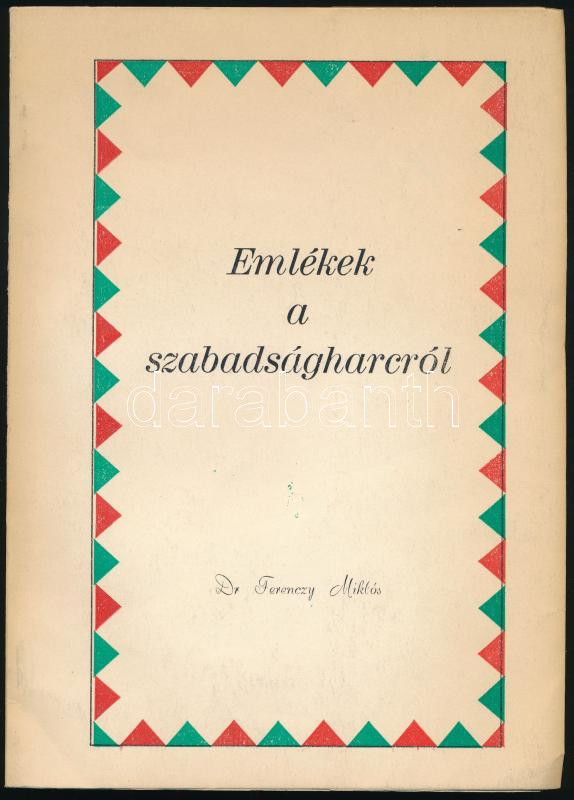 Emlékek
a
szabadságharcról
darabanth
Dr Ferenczy Miklós